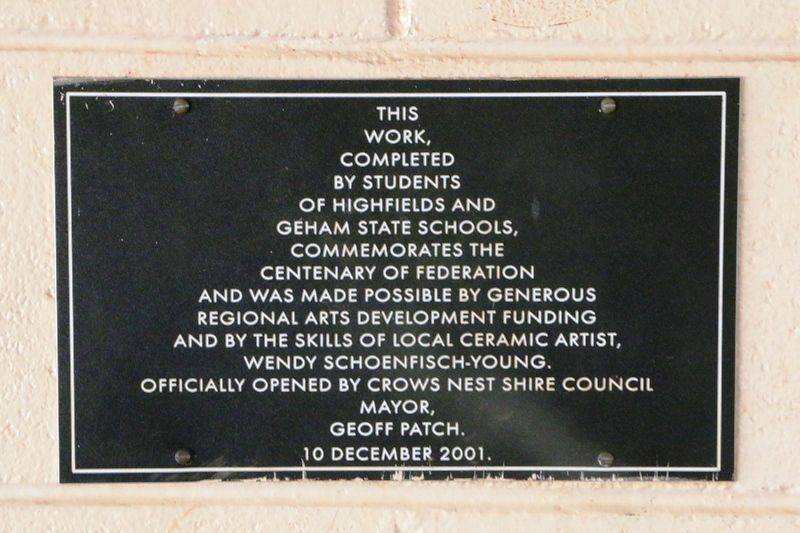 THIS
WORK,
COMPLETED
BY STUDENTS
OF HIGHFIELDS AND
GEHAM STATE SCHOOLS,
COMMEMORATES THE
CENTENARY OF FEDERATION
AND WAS MADE POSSIBLE BY GENEROUS
REGIONAL ARTS DEVELOPMENT FUNDING
AND BY THE SKILLS OF LOCAL CERAMIC ARTIST,
WENDY SCHOENFISCH-YOUNG.
OFFICIALLY OPENED BY CROWS NEST SHIRE COUNCIL
MAYOR,
GEOFF PATCH.
10 DECEMBER 2001.